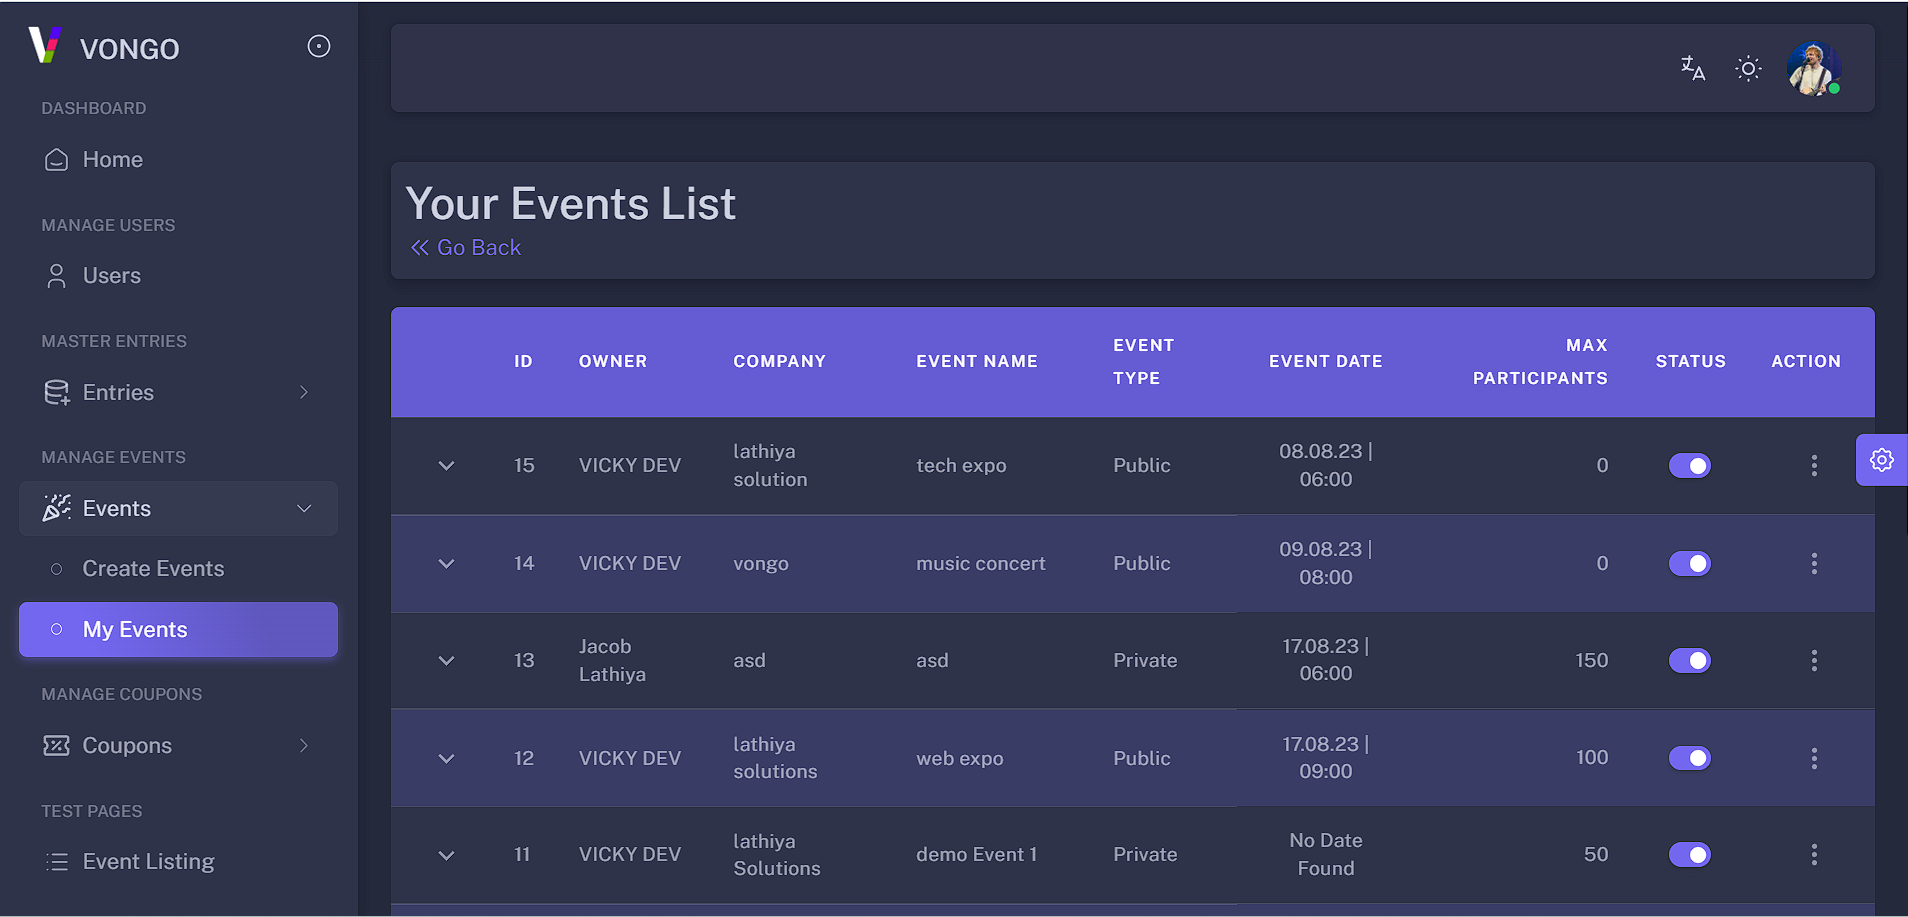 VONGO
DASHBOARD
Home
MANAGE USERS
Users
MASTER ENTRIES
Entries
MANAGE EVENTS
Events
Create Events
My Events
MANAGE COUPONS
Coupons
TEST PAGES
Event Listing
Your Events List
Go Back
ID OWNER COMPANY EVENT NAME EVENT TYPE EVENT DATE MAX PARTICIPANTS STATUS ACTION
15 VICKY DEV lathiya solution tech expo Public 08.08.23 | 06:00 0
14 VICKY DEV vongo music concert Public 09.08.23 | 08:00 0
13 Jacob Lathiya asd asd Private 17.08.23 | 06:00 150
12 VICKY DEV lathiya solutions web expo Public 17.08.23 | 09:00 100
11 VICKY DEV lathiya Solutions demo Event 1 Private No Date Found 50